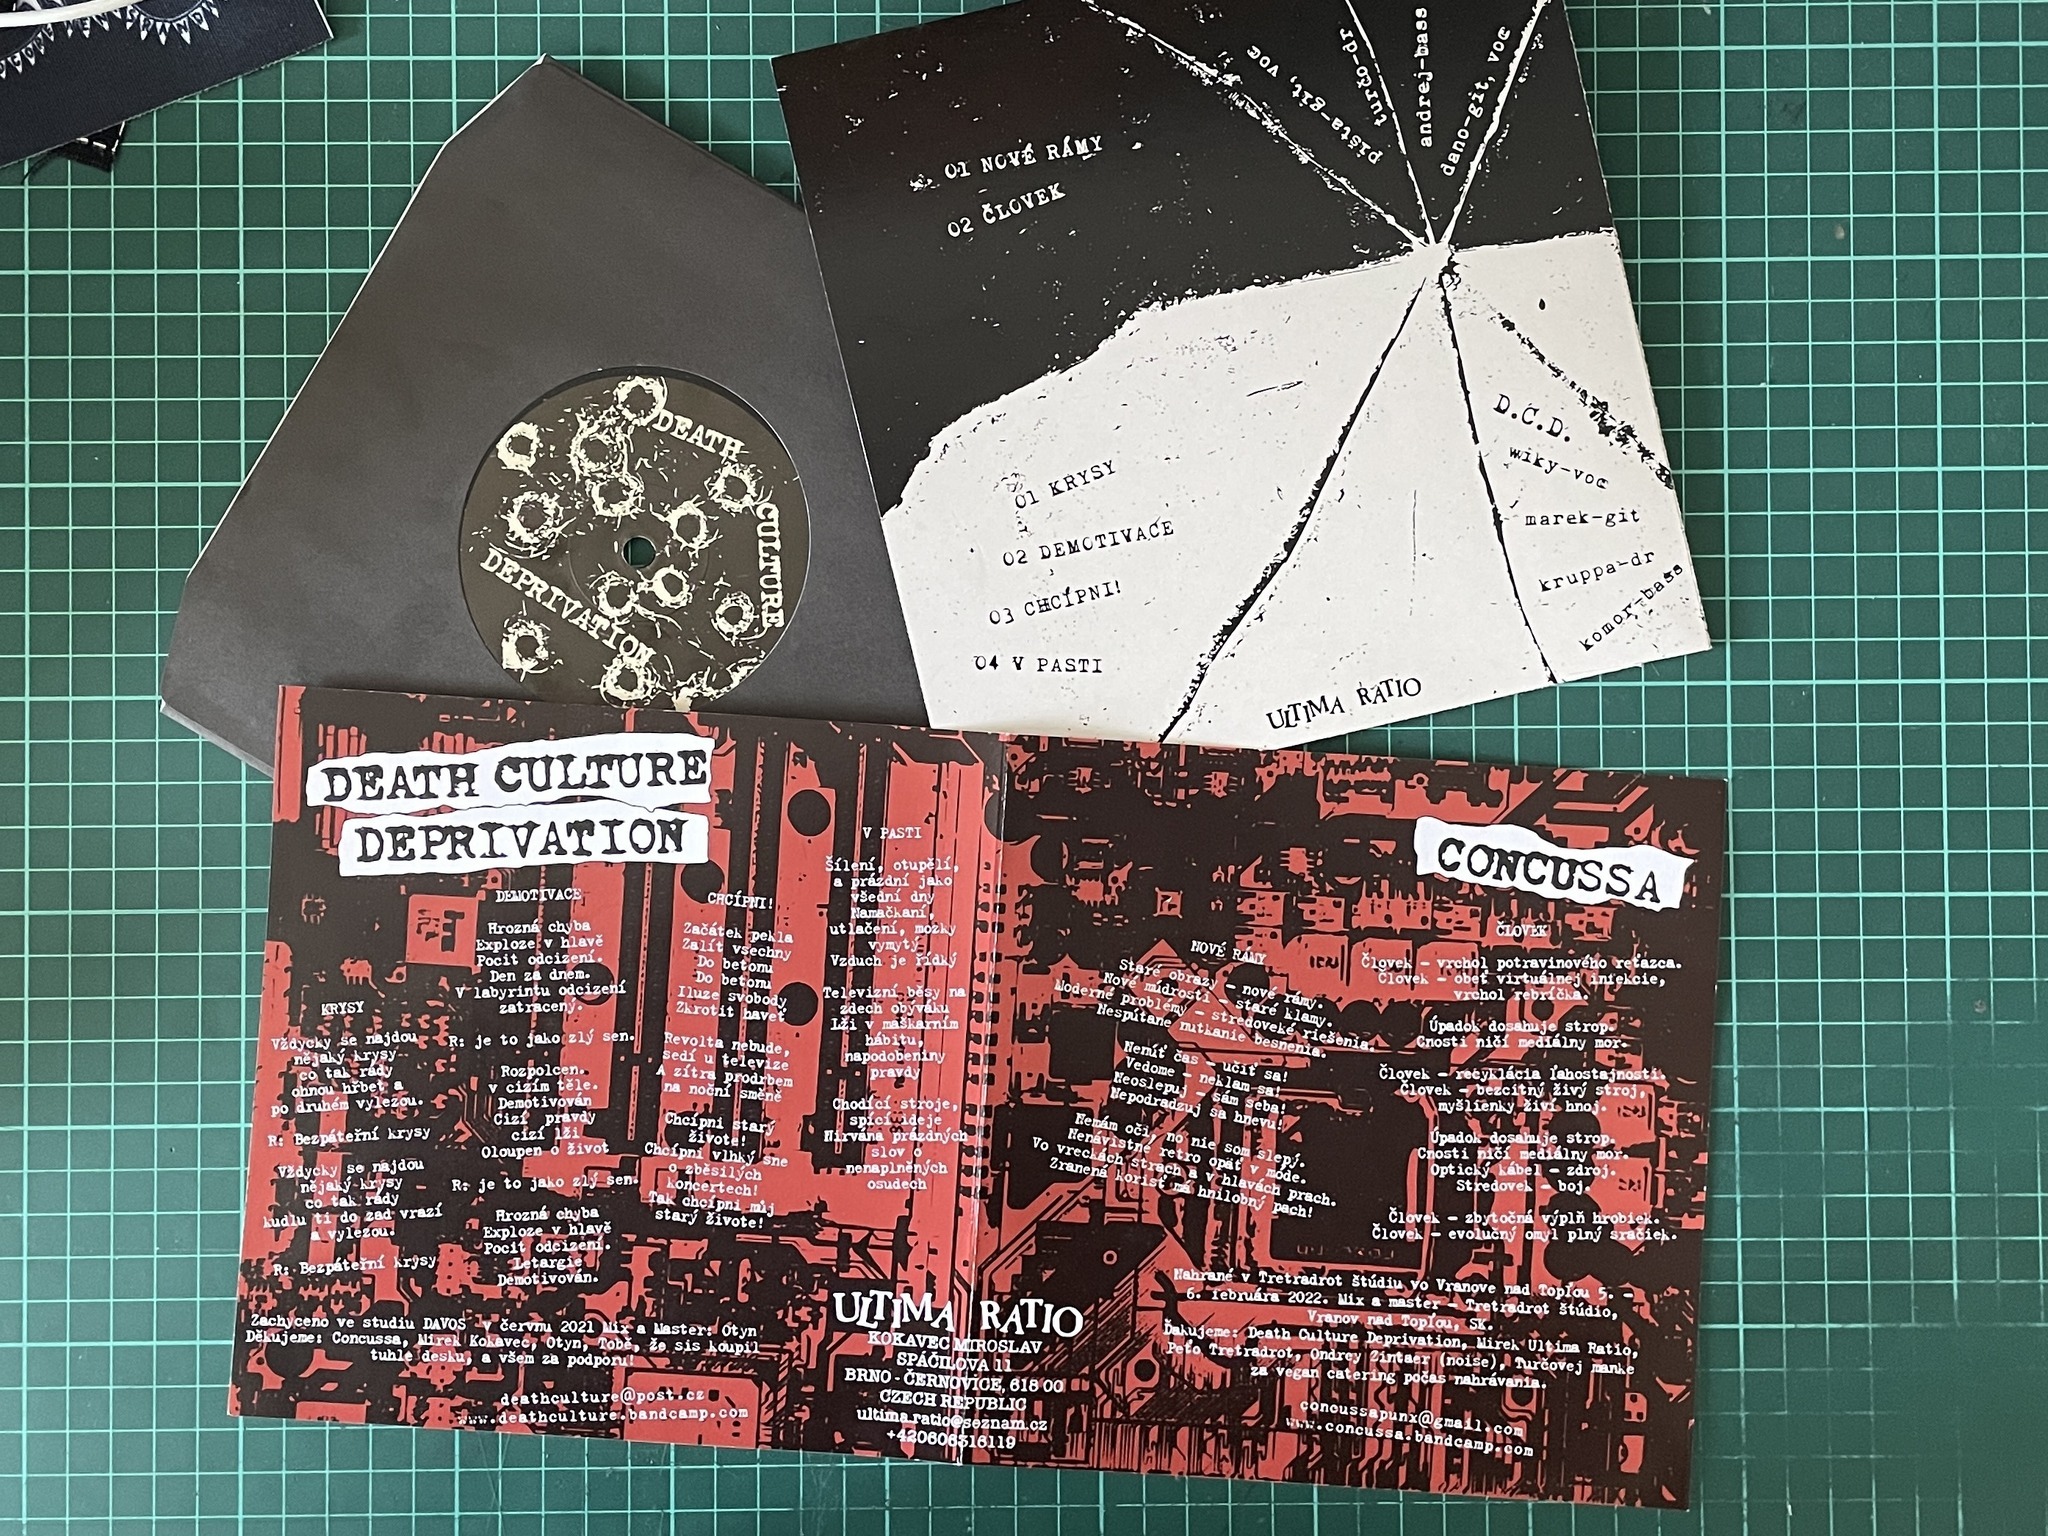 01 NOVÉ RÁMY
02 ČLOVEK
pišta-git, voc
turčo-dr
andrej-bass
dano-git, voc
01 KRYSY
02 DEMOTIVACE
03 CHCÍPNI!
04 V PASTI
D.C.D.
wiky-voc
marek-git
kruppa-dr
komor-bass
ULTIMA RATIO
DEATH
CULTURE
DEPRIVATION
DEATH CULTURE
DEPRIVATION
KRYSY
Vždycky se najdou
nějaký krysy
co tak rády
ohnou hřbet a
po druhém vylezou.
R: Bezpáteřní krysy
Vždycky se najdou
nějaký krysy
co tak rády
kudlu ti do zad vrazí
a vylezou.
R: Bezpáteřní krysy
DEMOTIVACE
Hrozná chyba
Exploze v hlavě
Pocit odcizení.
Den za dnem.
V labyrintu odcizení
zatracený.
R: je to jako zlý sen.
Rozpolcen.
v cizím těle.
Demotivován
Cizí pravdy
cizí lži
Oloupen o život
R: je to jako zlý sen.
Hrozná chyba
Exploze v hlavě
Pocit odcizení.
Letargie
Demotivován.
CHCÍPNI!
Začátek pekla
Zalít všechny
Do betonu
Do betonu
Iluze svobody
Zkrotit haveť
Revolta nebude,
sedí u televize
A zítra prodrbem
na noční směně
Chcípni starý
živote!
Chcípni vlhký sne
o zběsilých
koncertech!
Tak chcípni můj
starý živote!
V PASTI
Šílení, otupělí,
a prázdní jako
všední dny
Namačkaní,
utlačení, mozky
vymytý
Vzduch je řídký
Televizní běsy na
zdech obýváku
Lži v maškarním
hábitu,
napodobeniny
pravdy
Chodící stroje,
spící ideje
Nirvána prázdných
slov o
nenaplněných
osudech
Zachyceno ve studiu DAVOS v červnu 2021 Mix a Master: Otyn
Děkujeme: Concussa, Mirek Kokavec, Otyn, Tobě, že sis koupil
tuhle desku, a všem za podporu!
deathculture@post.cz
www.deathculture.bandcamp.com
ULTIMA RATIO
KOKAVEC MIROSLAV
SPÁČILOVA 11
BRNO - ČERNOVICE, 618 00
CZECH REPUBLIC
ultima.ratio@seznam.cz
+420606316119
CONCUSSA
NOVÉ RÁMY
Staré obrazy - nové rámy.
Nové múdrosti - staré klamy.
Moderné problémy - stredoveké riešenia.
Nespútane nutkanie besnenia.
Nemíť čas - učiť sa!
Vedome - neklam sa!
Neoslepuj - sám seba!
Nepodradzuj sa hnevu!
Nemám oči, no nie som slepý.
Nenávistné retro opäť v móde.
Vo vreckách strach a v hlavách prach.
Zranená korisť má hnilobný pach!
ČLOVEK
Človek - vrchol potravinového reťazca.
Človek - obeť virtuálnej injekcie,
vrchol rebríčka.
Úpadok dosahuje strop.
Cnosti ničí mediálny mor.
Človek - recyklácia ľahostajnosti.
Človek - bezcitný živý stroj,
myšlienky živí hnoj.
Úpadok dosahuje strop.
Cnosti ničí mediálny mor.
Optický kábel - zdroj.
Stredovek - boj.
Človek - zbytočná výplň hrobiek.
Človek - evolučný omyl plný sračiek.
Nahrané v Tretradrot štúdiu vo Vranove nad Topľou 5. -
6. februára 2022. Mix a master - Tretradrot štúdio,
Vranov nad Topľou, SK.
Ďakujeme: Death Culture Deprivation, Mirek Ultima Ratio,
Peťo Tretradrot, Ondrey Zintaer (noise), Turčovej mamke
za vegan catering počas nahrávania.
concussapunx@gmail.com
www.concussa.bandcamp.com